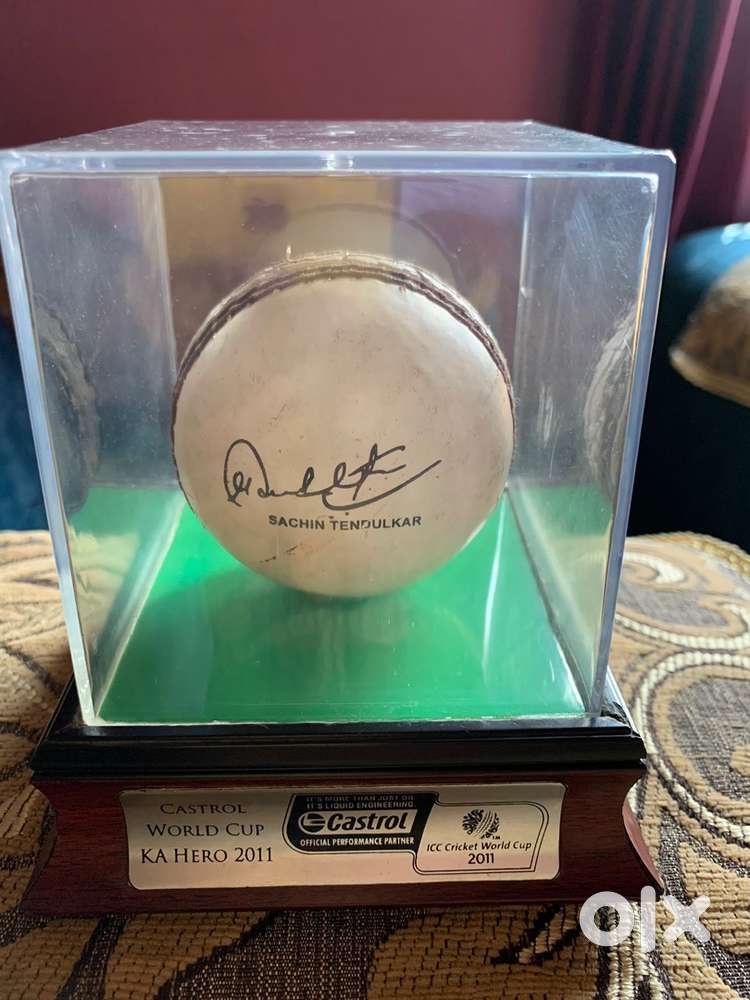 SACHIN TENDULKAR
CASTROL
WORLD CUP
KA HERO 2011
IT'S MORE THAN JUST OIL
IT'S LIQUID ENGINEERING
Castrol
OFFICIAL PERFORMANCE PARTNER
TM
ICC Cricket World Cup
2011
olx